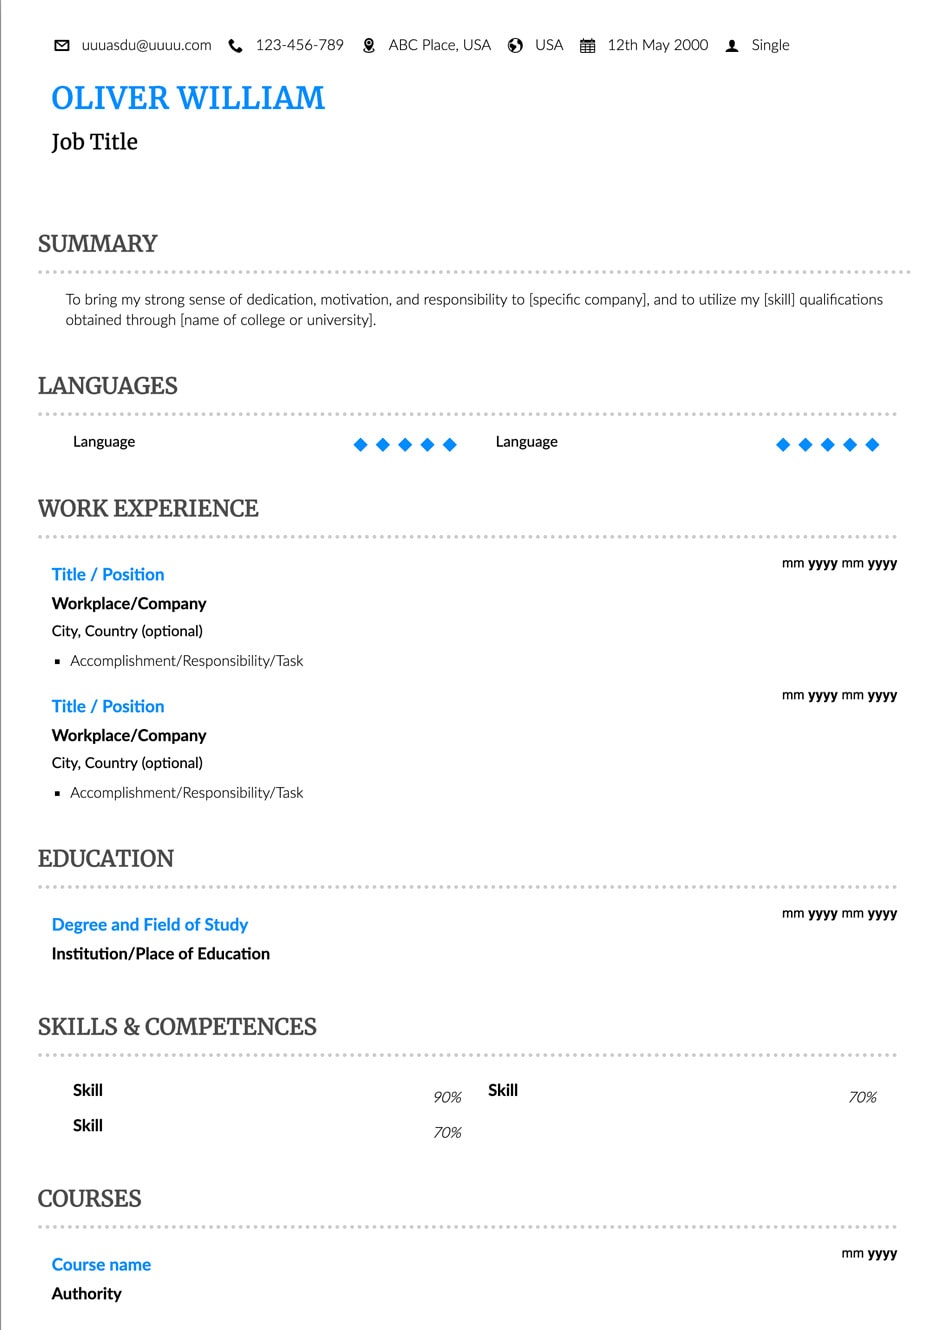 uuuasdu@uuuu.com 123-456-789 ABC Place, USA USA 12th May 2000 Single
OLIVER WILLIAM
Job Title
SUMMARY
To bring my strong sense of dedication, motivation, and responsibility to [specific company], and to utilize my [skill] qualifications
obtained through [name of college or university].
LANGUAGES
Language Language
WORK EXPERIENCE
mm yyyy mm yyyy
Title / Position
Workplace/Company
City, Country (optional)
▪ Accomplishment/Responsibility/Task
mm yyyy mm yyyy
Title / Position
Workplace/Company
City, Country (optional)
▪ Accomplishment/Responsibility/Task
EDUCATION
mm yyyy mm yyyy
Degree and Field of Study
Institution/Place of Education
SKILLS & COMPETENCES
Skill 90% Skill 70%
Skill 70%
COURSES
mm yyyy
Course name
Authority